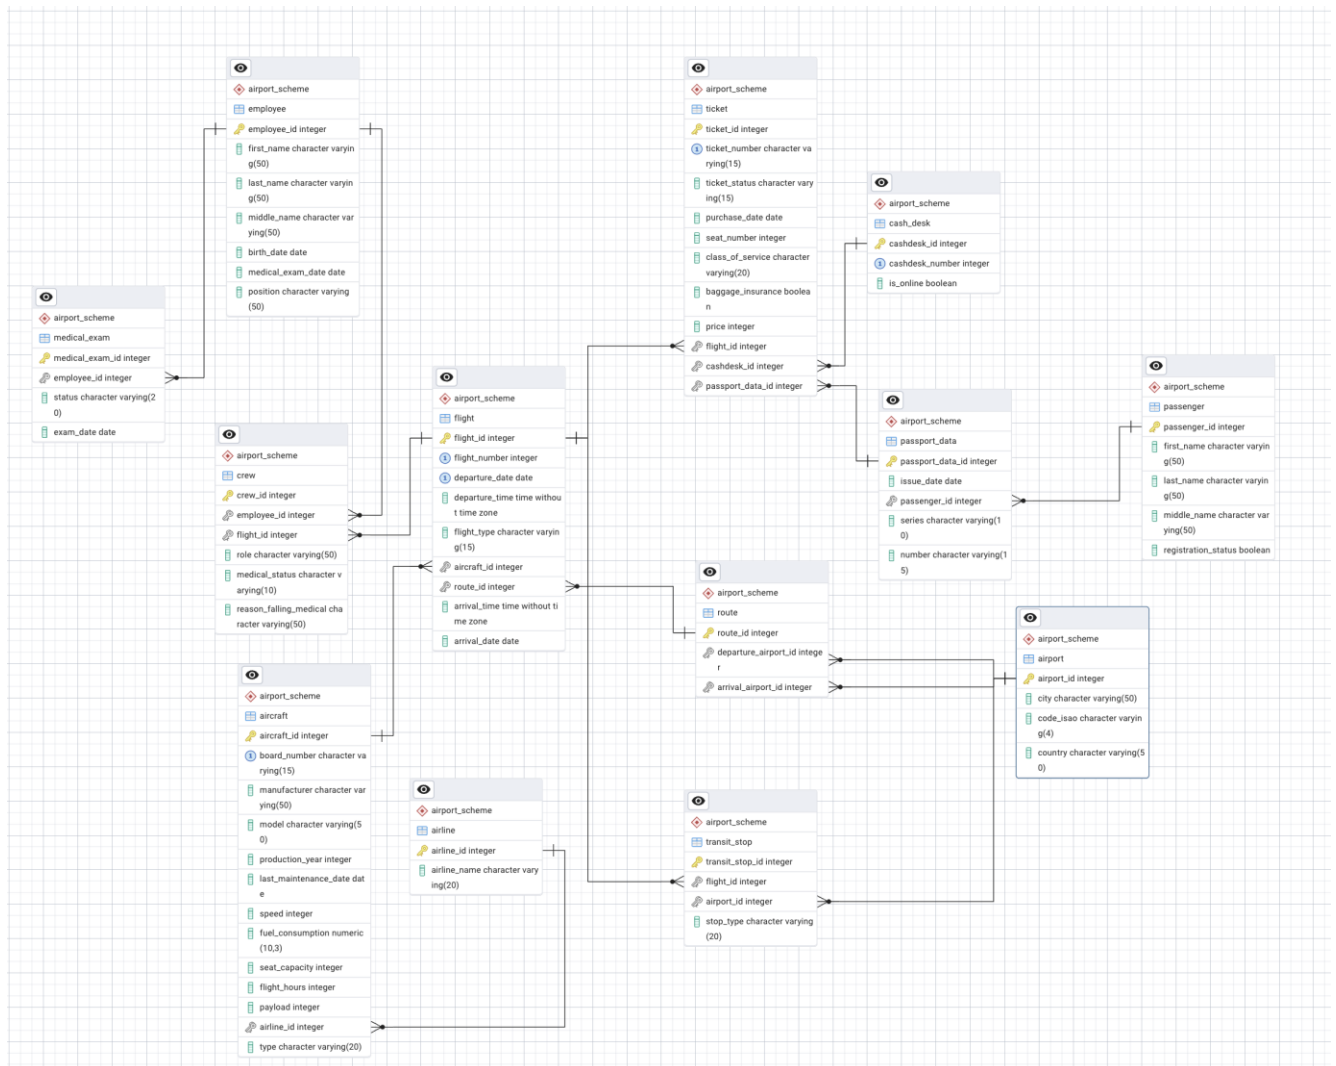 airport_scheme
employee
employee_id integer
first_name character varyin
g(50)
last_name character varyin
g(50)
middle_name character var
ying(50)
birth_date date
medical_exam_date date
position character varying
(50)
airport_scheme
medical_exam
medical_exam_id integer
employee_id integer
status character varying(2
0)
exam_date date
airport_scheme
crew
crew_id integer
employee_id integer
flight_id integer
role character varying(50)
medical_status character v
arying(10)
reason_falling_medical cha
racter varying(50)
airport_scheme
flight
flight_id integer
flight_number integer
departure_date date
departure_time time withou
t time zone
flight_type character varyin
g(15)
aircraft_id integer
route_id integer
arrival_time time without ti
me zone
arrival_date date
airport_scheme
aircraft
aircraft_id integer
board_number character va
rying(15)
manufacturer character var
ying(50)
model character varying(5
0)
production_year integer
last_maintenance_date dat
e
speed integer
fuel_consumption numeric
(10,3)
seat_capacity integer
flight_hours integer
payload integer
airline_id integer
type character varying(20)
airport_scheme
airline
airline_id integer
airline_name character vary
ing(20)
airport_scheme
ticket
ticket_id integer
ticket_number character va
rying(15)
ticket_status character vary
ing(15)
purchase_date date
seat_number integer
class_of_service character
varying(20)
baggage_insurance boolea
n
price integer
flight_id integer
cashdesk_id integer
passport_data_id integer
airport_scheme
cash_desk
cashdesk_id integer
cashdesk_number integer
is_online boolean
airport_scheme
passport_data
passport_data_id integer
issue_date date
passenger_id integer
series character varying(1
0)
number character varying(1
5)
airport_scheme
passenger
passenger_id integer
first_name character varyin
g(50)
last_name character varyin
g(50)
middle_name character var
ying(50)
registration_status boolean
airport_scheme
route
route_id integer
departure_airport_id intege
r
arrival_airport_id integer
airport_scheme
airport
airport_id integer
city character varying(50)
code_isao character varyin
g(4)
country character varying(5
0)
airport_scheme
transit_stop
transit_stop_id integer
flight_id integer
airport_id integer
stop_type character varying
(20)